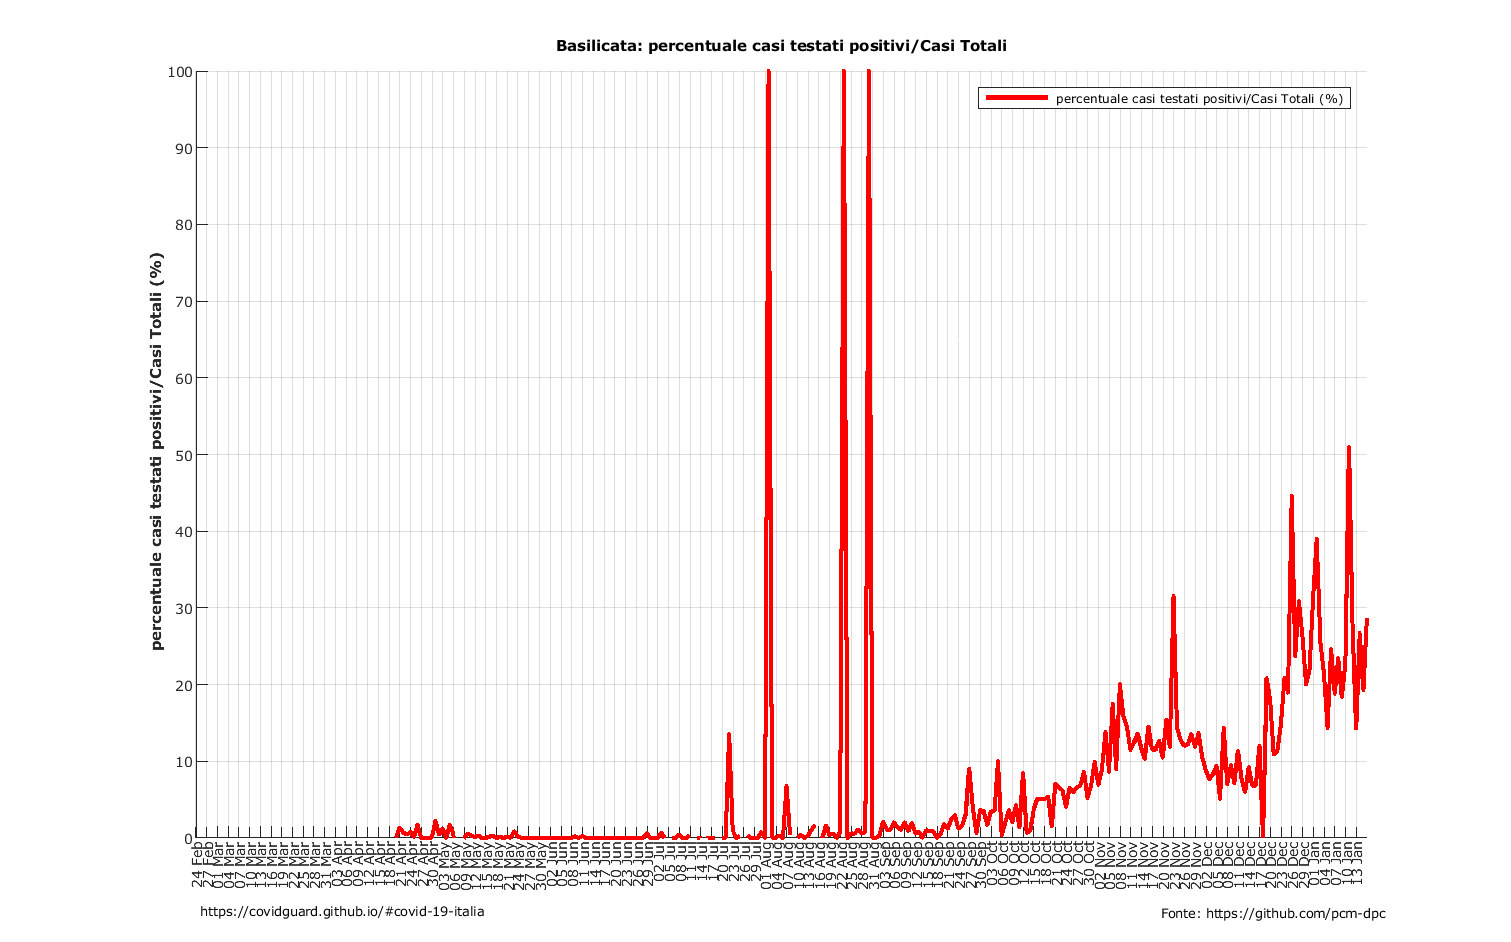 Basilicata: percentuale casi testati positivi/Casi Totali
percentuale casi testati positivi/Casi Totali (%)
percentuale casi testati positivi/Casi Totali (%)
100
90
80
70
60
50
40
30
20
10
0
24 Feb
27 Feb
01 Mar
04 Mar
07 Mar
10 Mar
13 Mar
16 Mar
19 Mar
22 Mar
25 Mar
28 Mar
31 Mar
03 Apr
06 Apr
09 Apr
12 Apr
15 Apr
18 Apr
21 Apr
24 Apr
27 Apr
30 Apr
03 May
06 May
09 May
12 May
15 May
18 May
21 May
24 May
27 May
30 May
02 Jun
05 Jun
08 Jun
11 Jun
14 Jun
17 Jun
20 Jun
23 Jun
26 Jun
29 Jun
02 Jul
05 Jul
08 Jul
11 Jul
14 Jul
17 Jul
20 Jul
23 Jul
26 Jul
29 Jul
01 Aug
04 Aug
07 Aug
10 Aug
13 Aug
16 Aug
19 Aug
22 Aug
25 Aug
28 Aug
31 Aug
03 Sep
06 Sep
09 Sep
12 Sep
15 Sep
18 Sep
21 Sep
24 Sep
27 Sep
30 Sep
03 Oct
06 Oct
09 Oct
12 Oct
15 Oct
18 Oct
21 Oct
24 Oct
27 Oct
30 Oct
02 Nov
05 Nov
08 Nov
11 Nov
14 Nov
17 Nov
20 Nov
23 Nov
26 Nov
29 Nov
02 Dec
05 Dec
08 Dec
11 Dec
14 Dec
17 Dec
20 Dec
23 Dec
26 Dec
29 Dec
01 Jan
04 Jan
07 Jan
10 Jan
13 Jan
https://covidguard.github.io/#covid-19-italia
Fonte: https://github.com/pcm-dpc